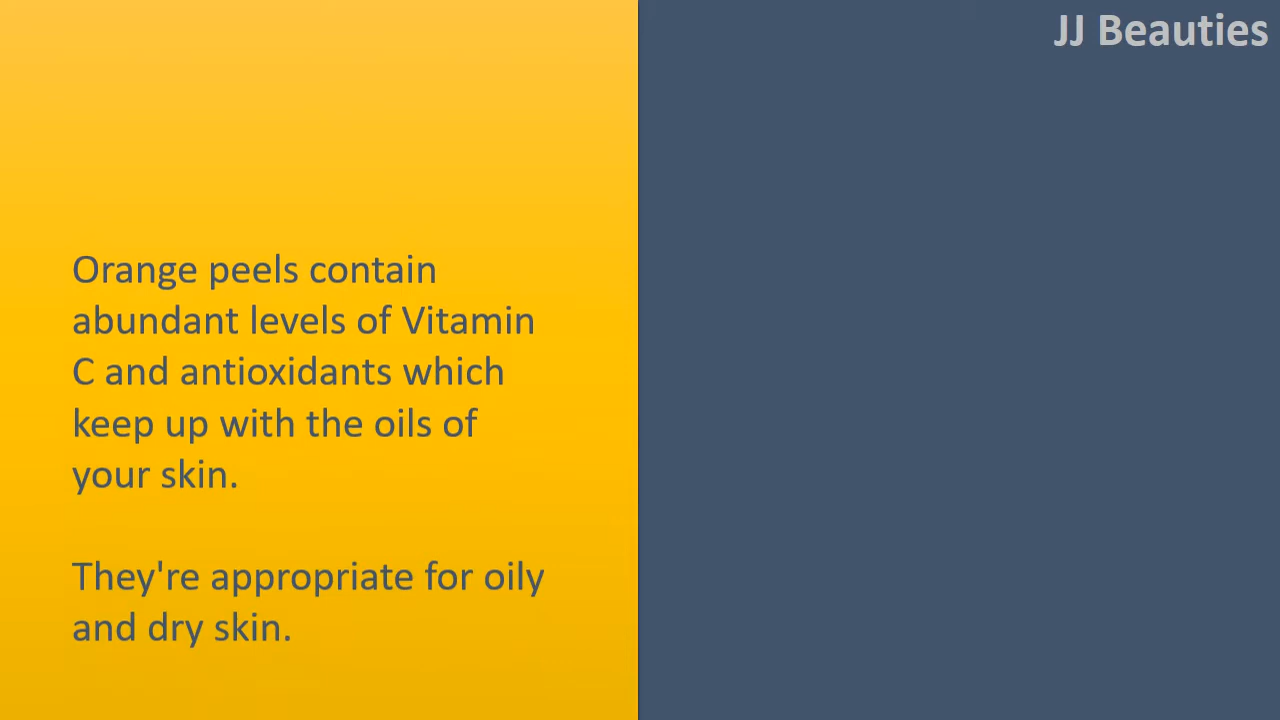 JJ Beauties
Orange peels contain
abundant levels of Vitamin
C and antioxidants which
keep up with the oils of
your skin.
They're appropriate for oily
and dry skin.